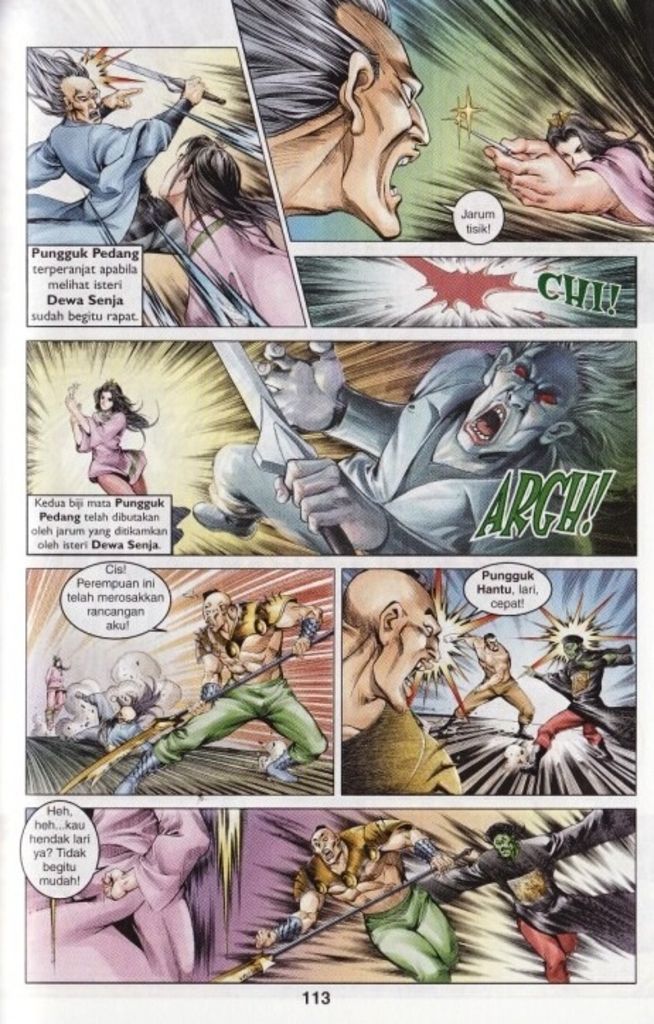 Pungguk Pedang
terperanjat apabila
melihat isteri
Dewa Senja
sudah begitu rapat.
Jarum
tisik!
CHI!
Kedua biji mata Pungguk
Pedang telah dibutakan
oleh jarum yang ditikamkan
oleh isteri Dewa Senja.
ARGH!
Cis!
Perempuan ini
telah merosakkan
rancangan
aku!
Pungguk
Hantu, lari,
cepat!
Heh,
heh...kau
hendak lari
ya? Tidak
begitu
mudah!
113